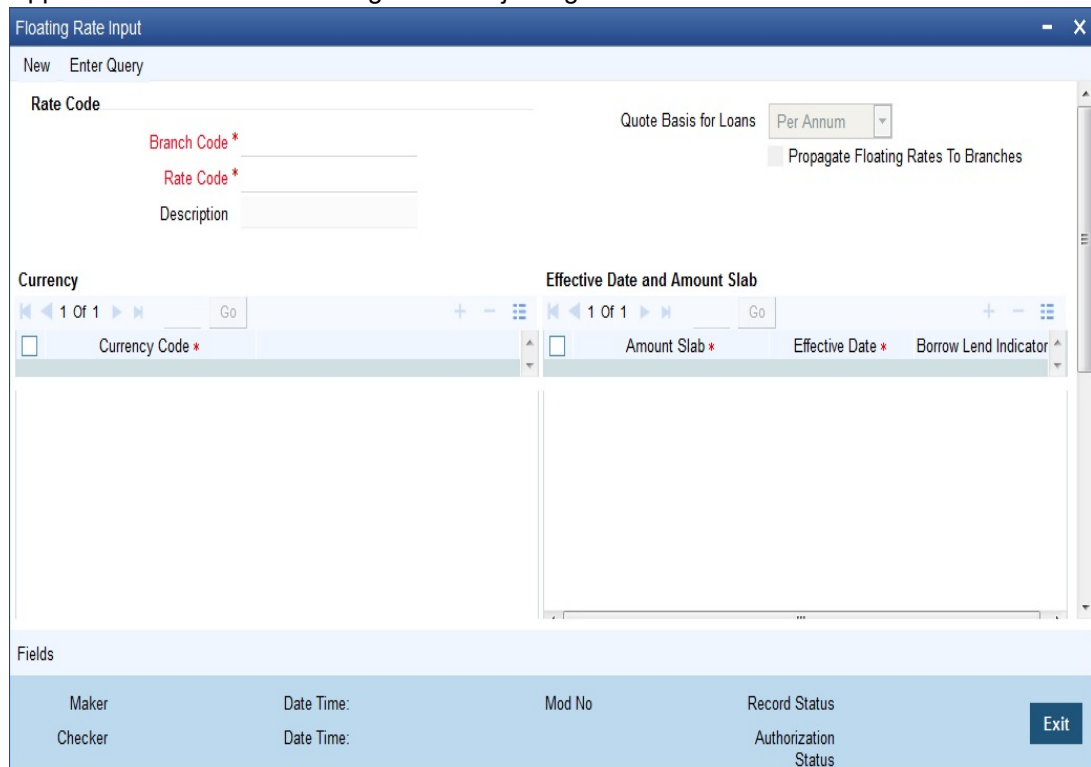 Floating Rate Input
New Enter Query
Rate Code
Branch Code *
Rate Code *
Description
Quote Basis for Loans Per Annum
Propagate Floating Rates To Branches
Currency
1 Of 1 Go
Currency Code *
Effective Date and Amount Slab
1 Of 1 Go
Amount Slab * Effective Date * Borrow Lend Indicator
Fields
Maker Date Time: Mod No Record Status
Checker Date Time: Authorization
Status
Exit